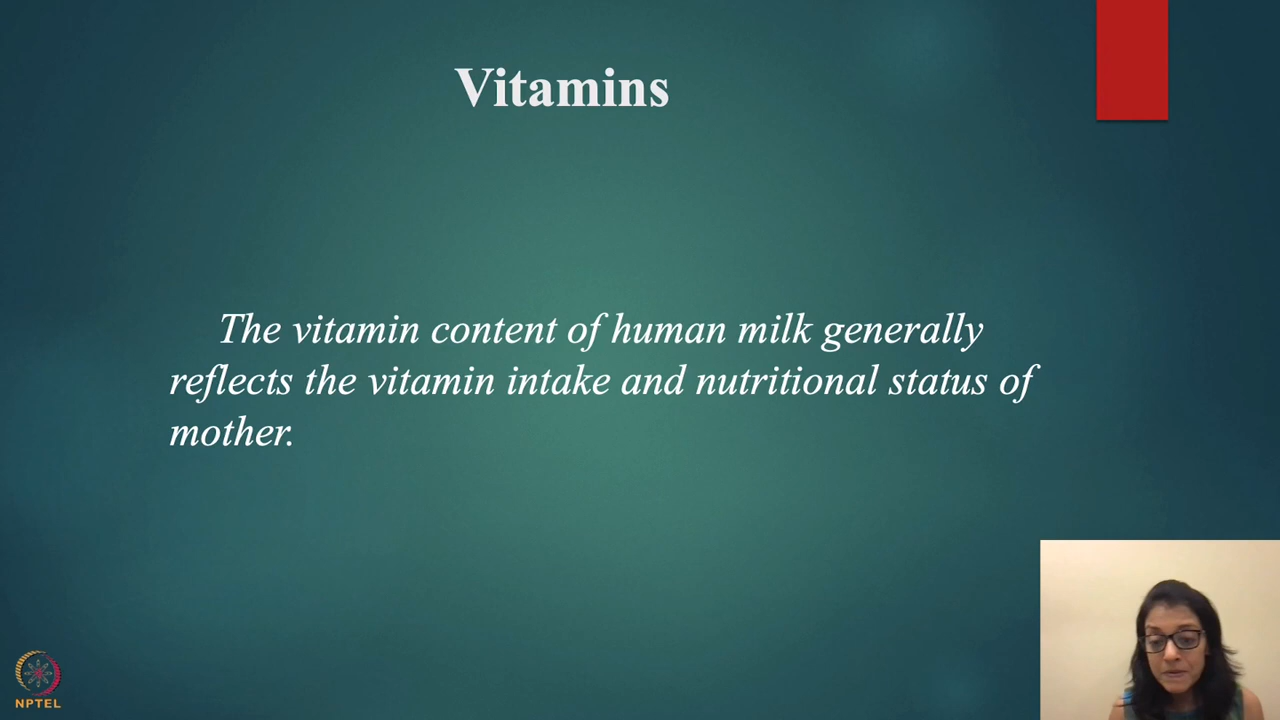 Vitamins
The vitamin content of human milk generally
reflects the vitamin intake and nutritional status of
mother.
NPTEL